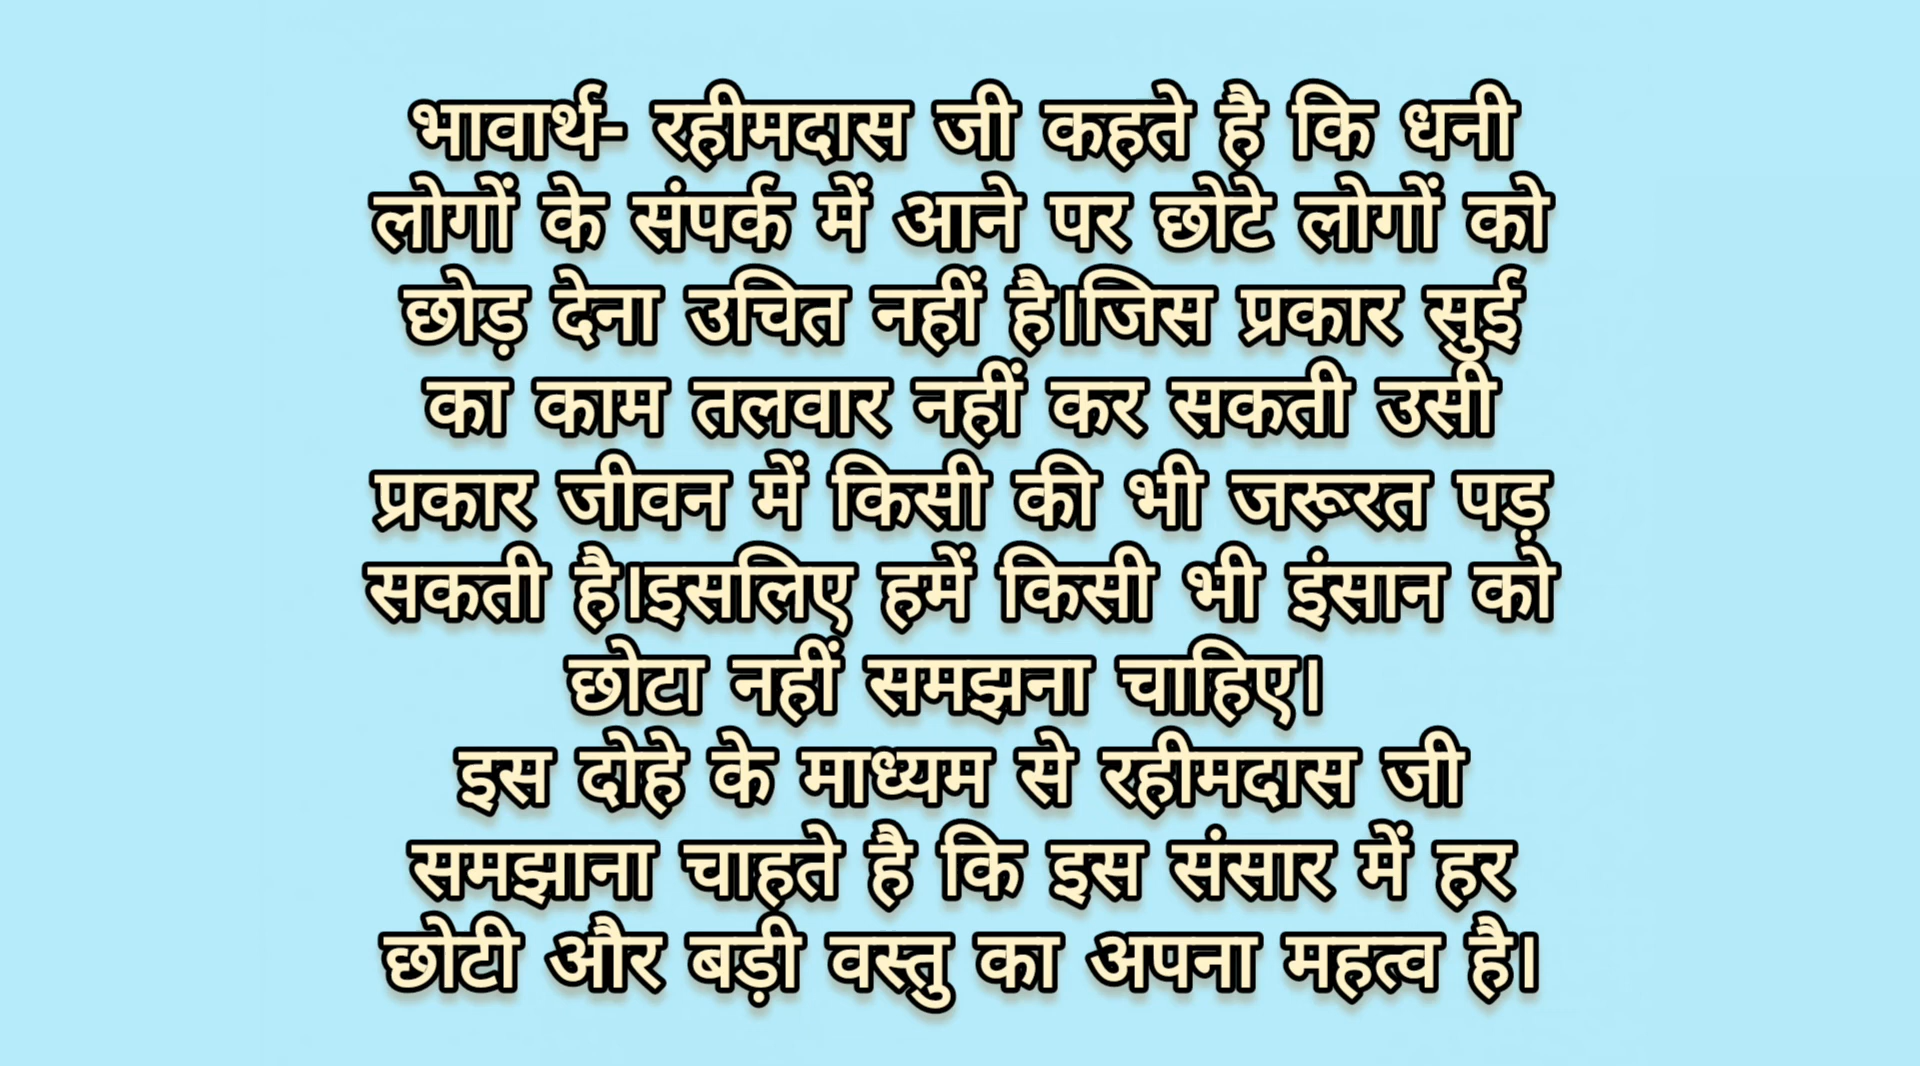 भावार्थ- रहीमदास जी कहते है कि धनी
लोगों के संपर्क में आने पर छोटे लोगों को
छोड़ देना उचित नहीं है।जिस प्रकार सुई
का काम तलवार नहीं कर सकती उसी
प्रकार जीवन में किसी की भी जरूरत पड़
सकती है।इसलिए हमें किसी भी इंसान को
छोटा नहीं समझना चाहिए।
इस दोहे के माध्यम से रहीमदास जी
समझाना चाहते है कि इस संसार में हर
छोटी और बड़ी वस्तु का अपना महत्व है।